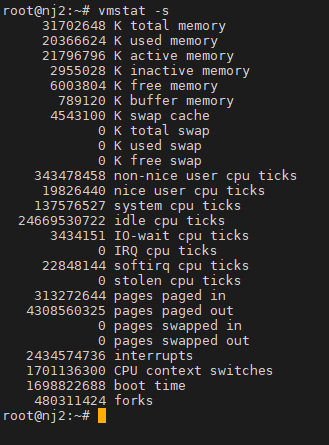 root@nj2:~# vmstat -s
     31702648 K total memory
     20366624 K used memory
     21796796 K active memory
      2955028 K inactive memory
      6003804 K free memory
       789120 K buffer memory
      4543100 K swap cache
            0 K total swap
            0 K used swap
            0 K free swap
    343478458 non-nice user cpu ticks
     19826440 nice user cpu ticks
    137576527 system cpu ticks
  24669530722 idle cpu ticks
      3434151 IO-wait cpu ticks
            0 IRQ cpu ticks
     22848144 softirq cpu ticks
            0 stolen cpu ticks
    313272644 pages paged in
   4308560325 pages paged out
            0 pages swapped in
            0 pages swapped out
   2434574736 interrupts
   1701136300 CPU context switches
   1698822688 boot time
    480311424 forks
root@nj2:~#